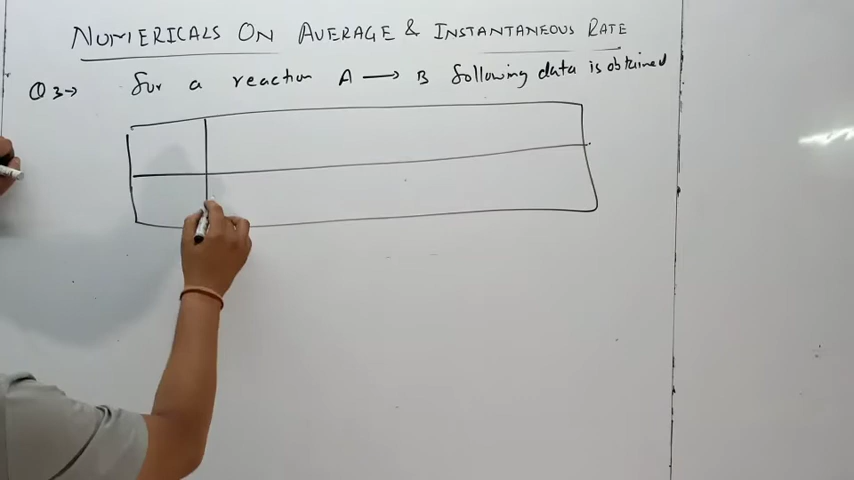 NUMERICALS ON AVERAGE & INSTANTANEOUS RATE
Q3→ for a reaction A → B following data is obtained